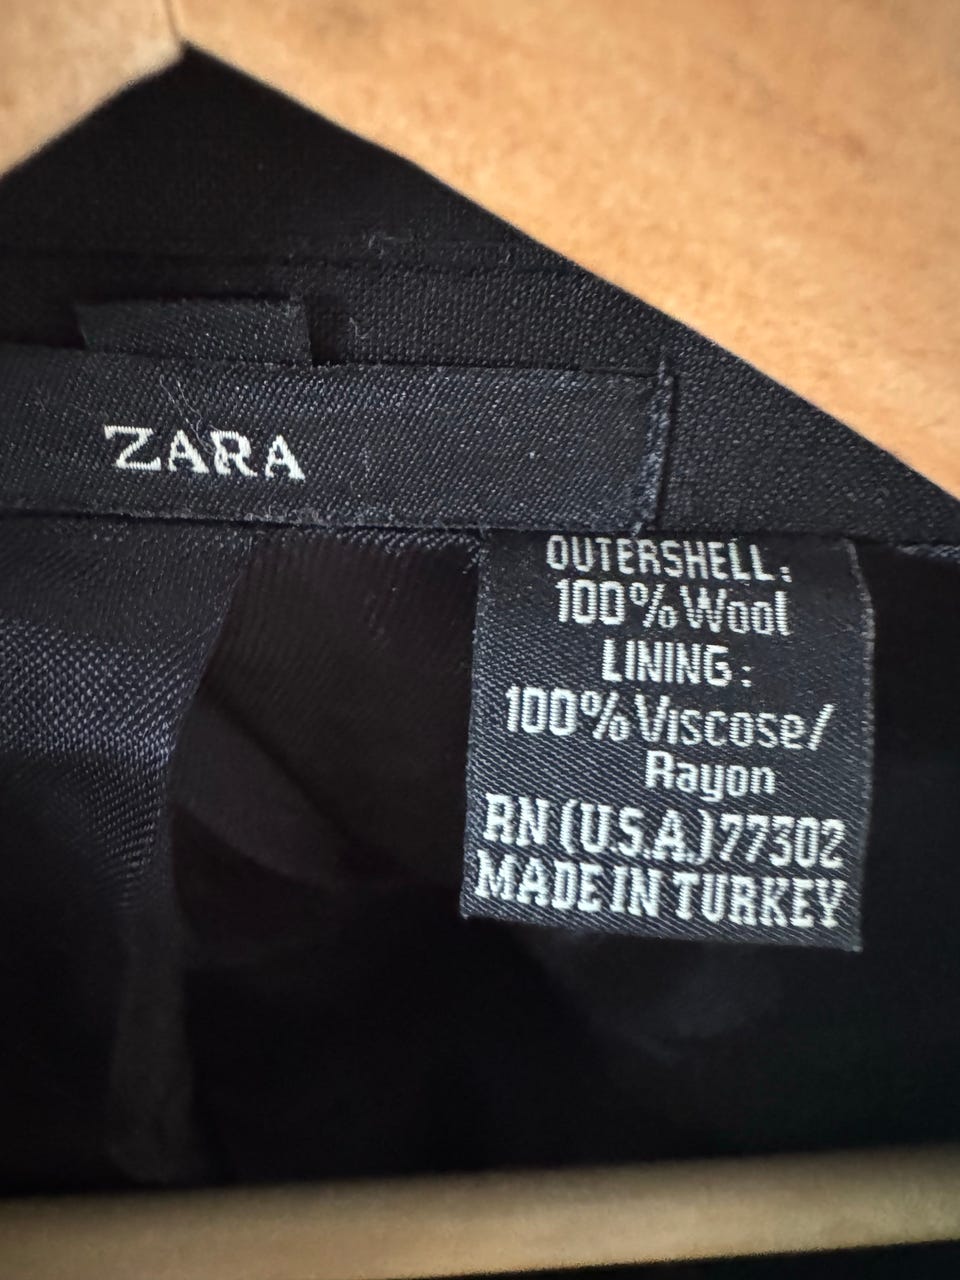 ZARA
OUTERSHELL:
100% Wool
LINING:
100% Viscose/
Rayon
RN (U.S.A.) 77302
MADE IN TURKEY